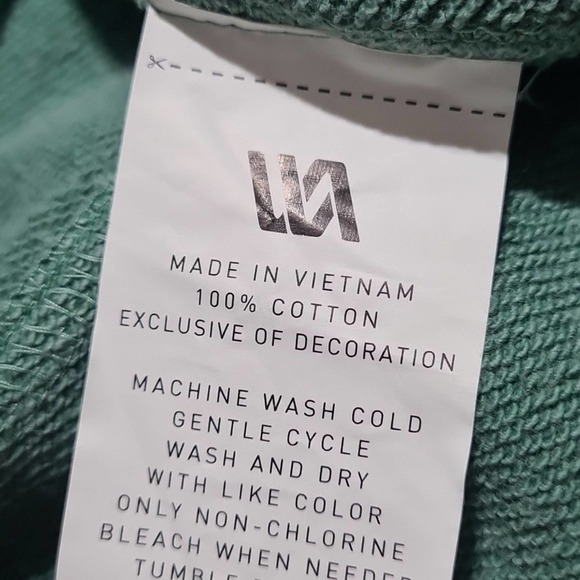 MADE IN VIETNAM
100% COTTON
EXCLUSIVE OF DECORATION
MACHINE WASH COLD
GENTLE CYCLE
WASH AND DRY
WITH LIKE COLOR
ONLY NON-CHLORINE
BLEACH WHEN NEEDED
TUMBLE